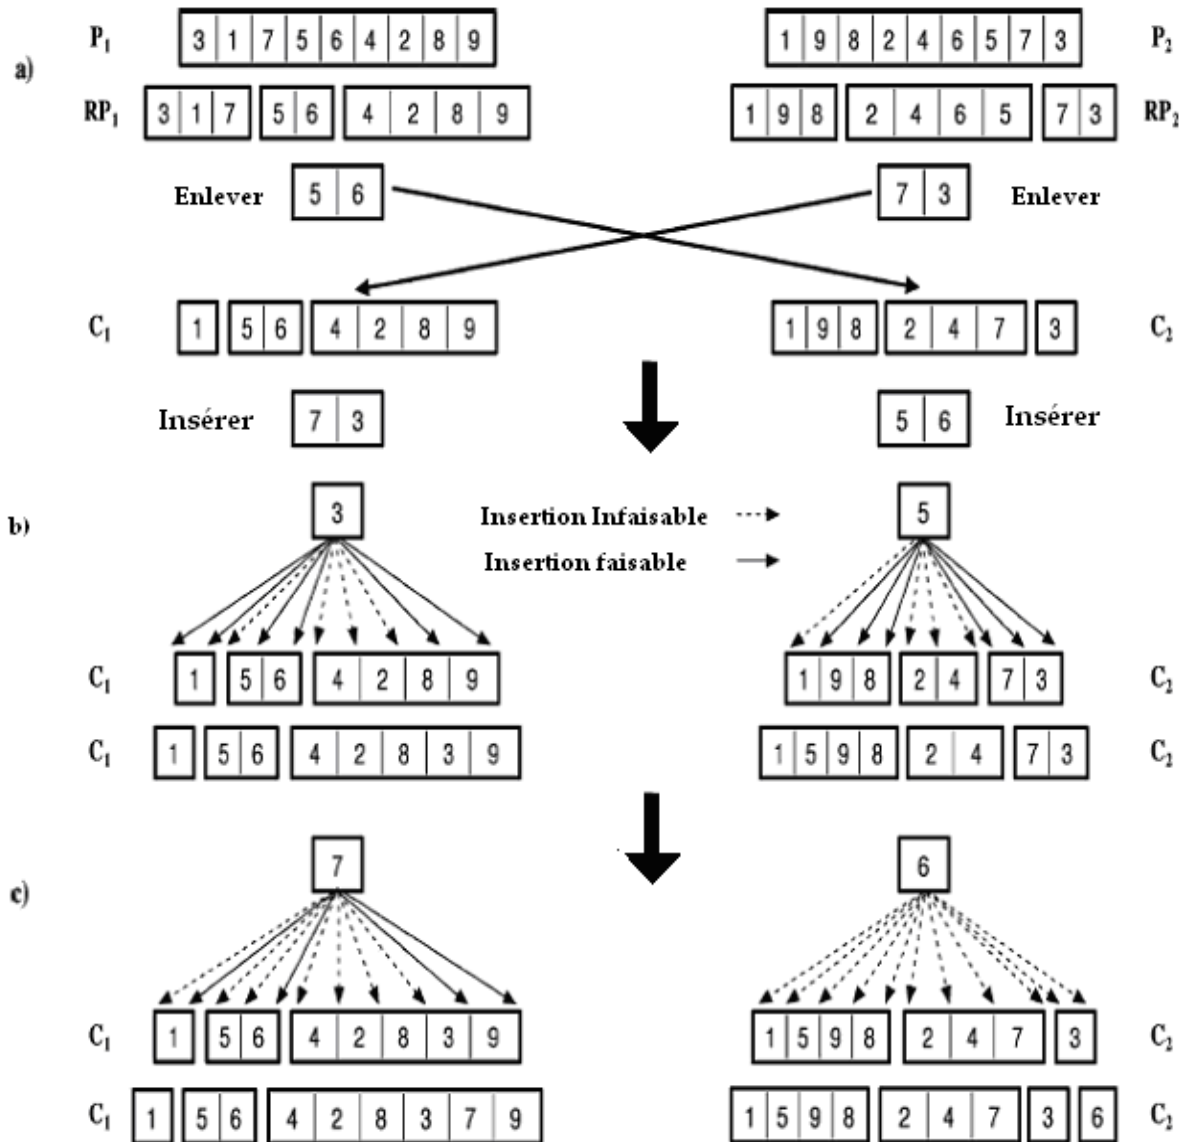 P1 3 1 7 5 6 4 2 8 9 1 9 8 2 4 6 5 7 3 P2
a)
RP1 3 1 7 5 6 4 2 8 9 1 9 8 2 4 6 5 7 3 RP2
Enlever 5 6 7 3 Enlever
C1 1 5 6 4 2 8 9 1 9 8 2 4 7 3 C2
Insérer 7 3 5 6 Insérer
b) 3 Insertion Infaisable 5
Insertion faisable
C1 1 5 6 4 2 8 9 1 9 8 2 4 7 3 C2
C1 1 5 6 4 2 8 3 9 1 5 9 8 2 4 7 3 C2
c) 7 6
C1 1 5 6 4 2 8 3 9 1 5 9 8 2 4 7 3 C2
C1 1 5 6 4 2 8 3 7 9 1 5 9 8 2 4 7 3 6 C2